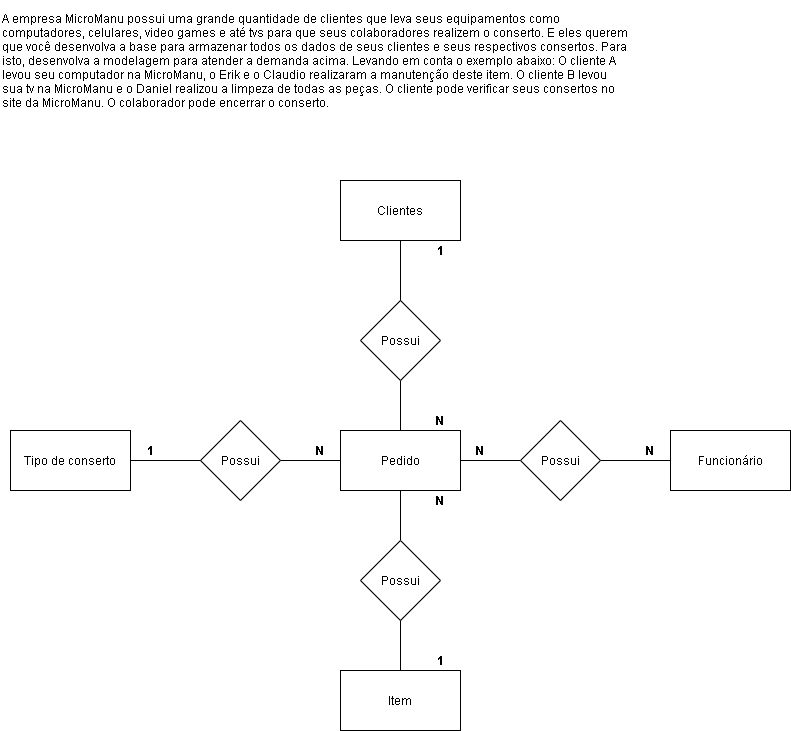 A empresa MicroManu possui uma grande quantidade de clientes que leva seus equipamentos como
computadores, celulares, video games e até tvs para que seus colaboradores realizem o conserto. E eles querem
que você desenvolva a base para armazenar todos os dados de seus clientes e seus respectivos consertos. Para
isto, desenvolva a modelagem para atender a demanda acima. Levando em conta o exemplo abaixo: O cliente A
levou seu computador na MicroManu, o Erik e o Claudio realizaram a manutenção deste item. O cliente B levou
sua tv na MicroManu e o Daniel realizou a limpeza de todas as peças. O cliente pode verificar seus consertos no
site da MicroManu. O colaborador pode encerrar o conserto.
Clientes
1
Possui
N
Tipo de conserto
1
Possui
N
Pedido
N
Possui
N
Funcionário
N
Possui
1
Item